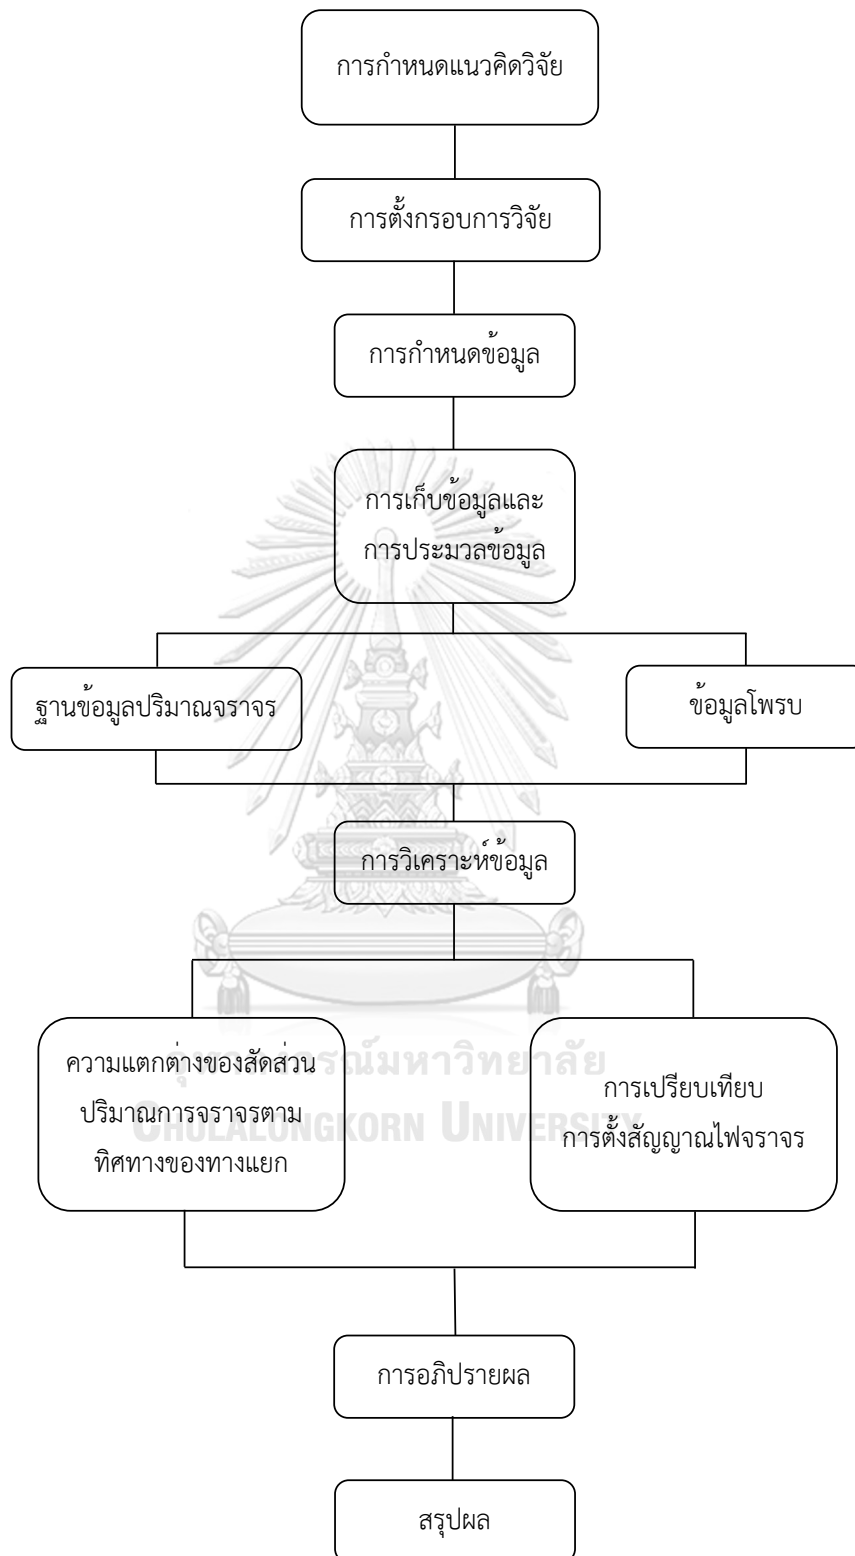 การกำหนดแนวคิดวิจัย
การตั้งกรอบการวิจัย
การกำหนดข้อมูล
การเก็บข้อมูลและ
การประมวลข้อมูล
ฐานข้อมูลปริมาณจราจร
ข้อมูลโพรบ
การวิเคราะห์ข้อมูล
ความแตกต่างของสัดส่วน
ปริมาณการจราจรตาม
ทิศทางของทางแยก
การเปรียบเทียบ
การตั้งสัญญาณไฟจราจร
จุฬาลงกรณ์มหาวิทยาลัย
CHULALONGKORN UNIVERSITY
การอภิปรายผล
สรุปผล